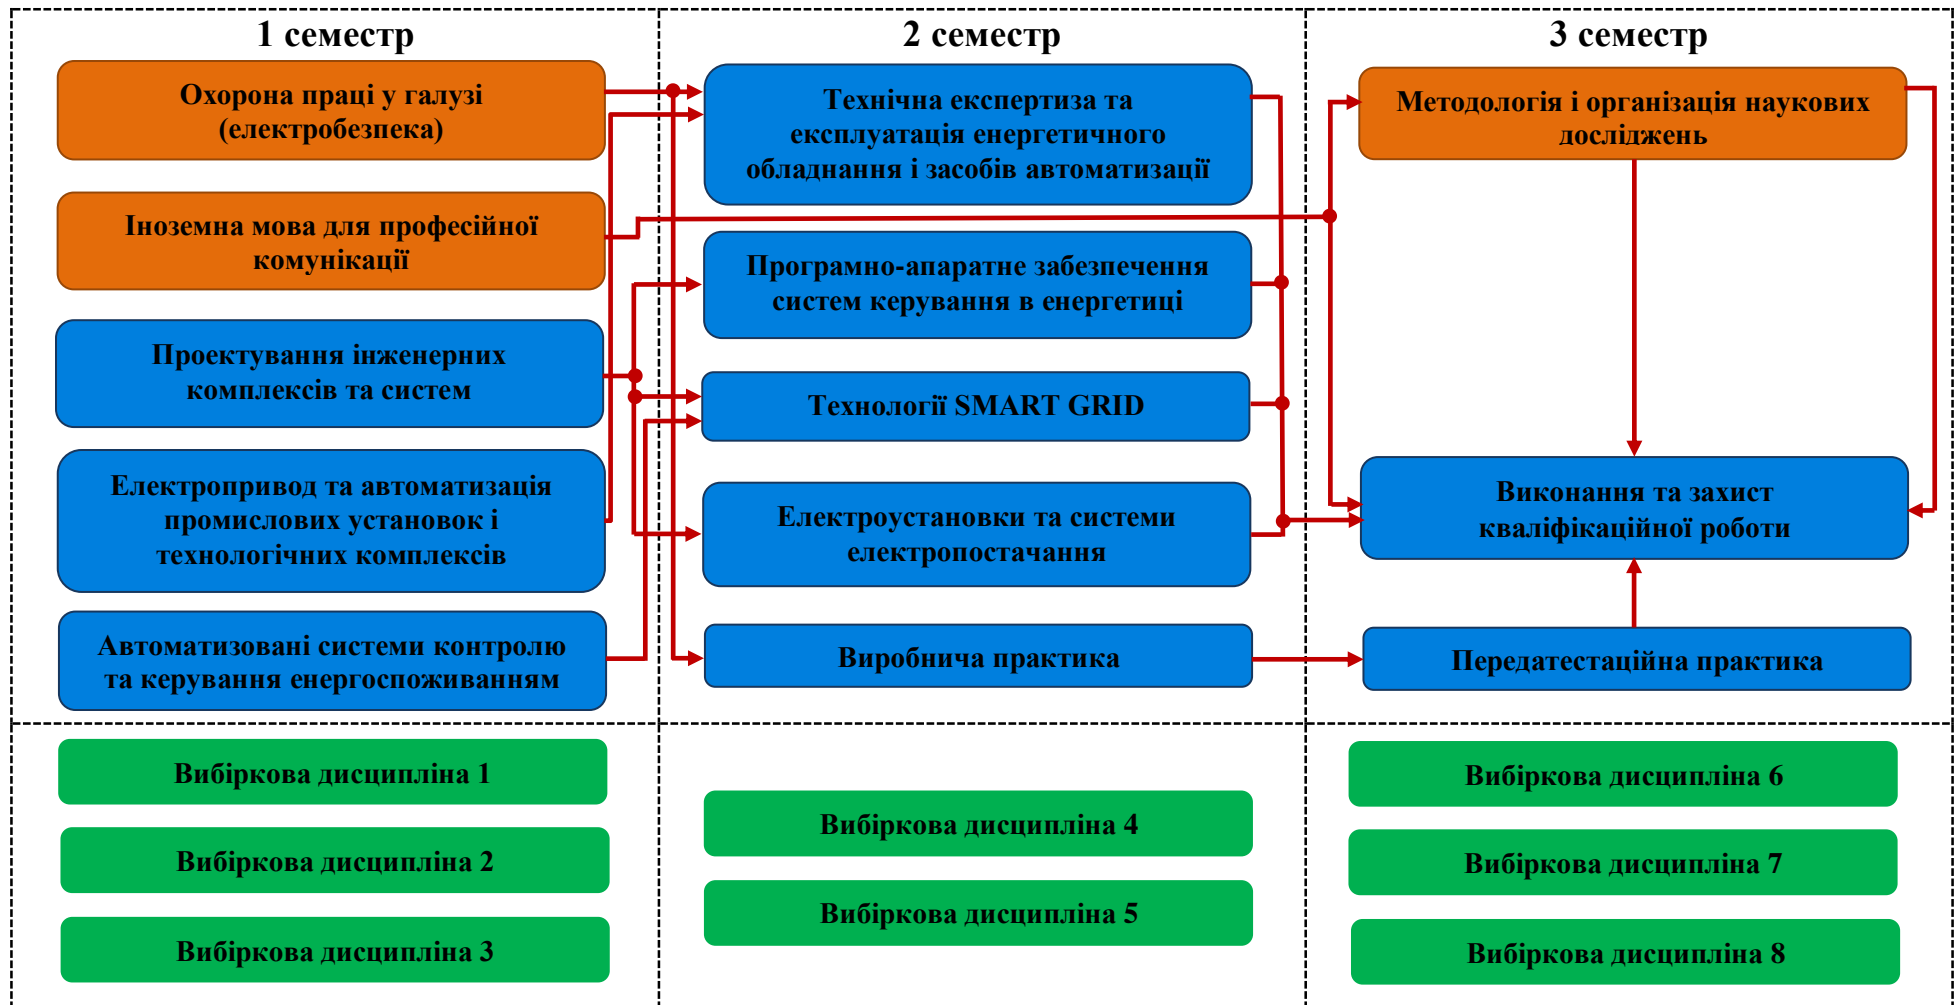 1 семестр
Охорона праці у галузі
(електробезпека)
Іноземна мова для професійної
комунікації
Проектування інженерних
комплексів та систем
Електропривод та автоматизація
промислових установок і
технологічних комплексів
Автоматизовані системи контролю
та керування енергоспоживанням
2 семестр
Технічна експертиза та
експлуатація енергетичного
обладнання і засобів автоматизації
Програмно-апаратне забезпечення
систем керування в енергетиці
Технології SMART GRID
Електроустановки та системи
електропостачання
Виробнича практика
3 семестр
Методологія і організація наукових
досліджень
Виконання та захист
кваліфікаційної роботи
Передатестаційна практика
Вибіркова дисципліна 1
Вибіркова дисципліна 2
Вибіркова дисципліна 3
Вибіркова дисципліна 4
Вибіркова дисципліна 5
Вибіркова дисципліна 6
Вибіркова дисципліна 7
Вибіркова дисципліна 8